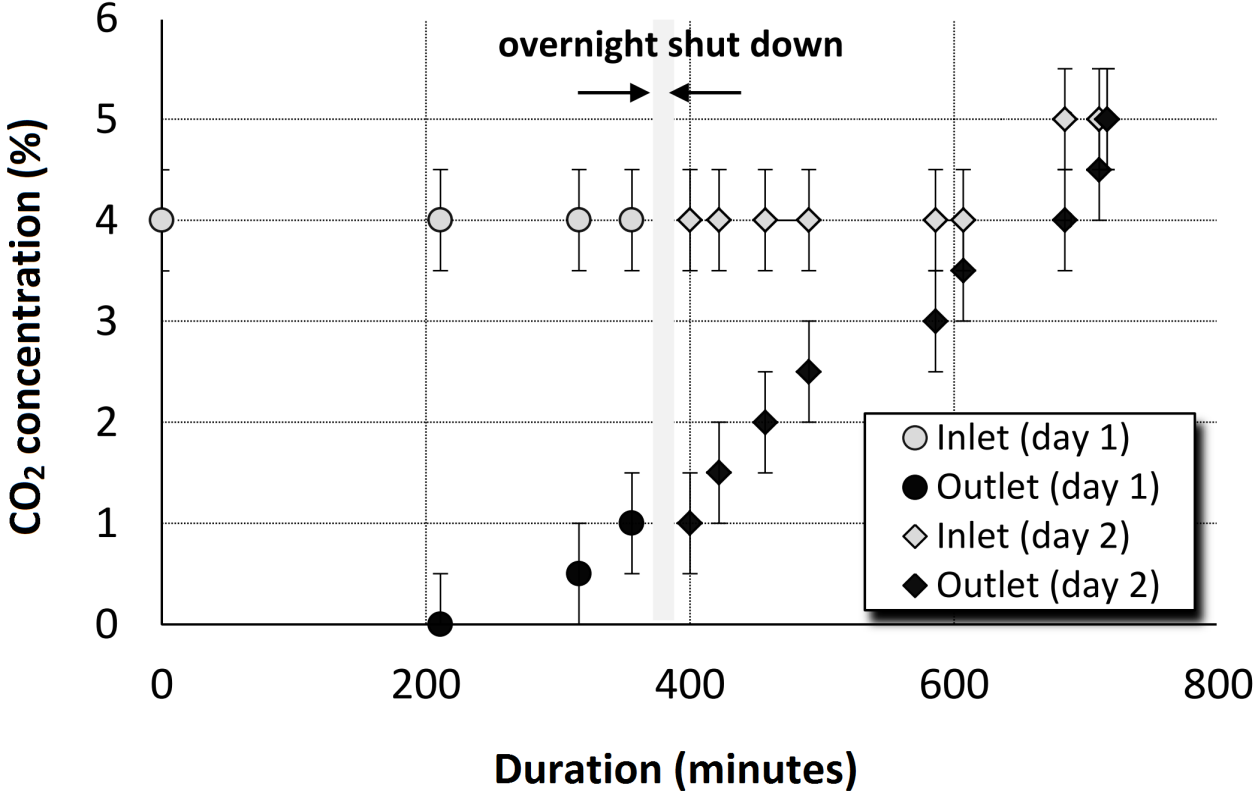 6
overnight shut down
5
4
3
2
1
0
CO₂ concentration (%)
Inlet (day 1)
Outlet (day 1)
Inlet (day 2)
Outlet (day 2)
0 200 400 600 800
Duration (minutes)